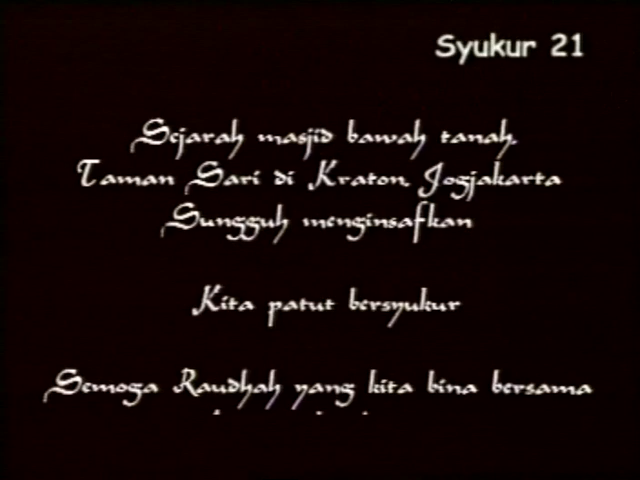 Syukur 21
Sejarah masjid bawah tanah,
Taman Sari di Kraton, Jogjakarta
Sungguh menginsafkan
Kita patut bersyukur
Semoga Raudhah yang kita bina bersama